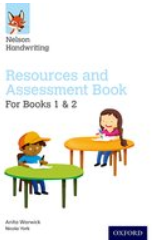 Nelson
Handwriting
Resources and
Assessment Book
For Books 1 & 2
Anita Warwick
Nicola York
OXFORD